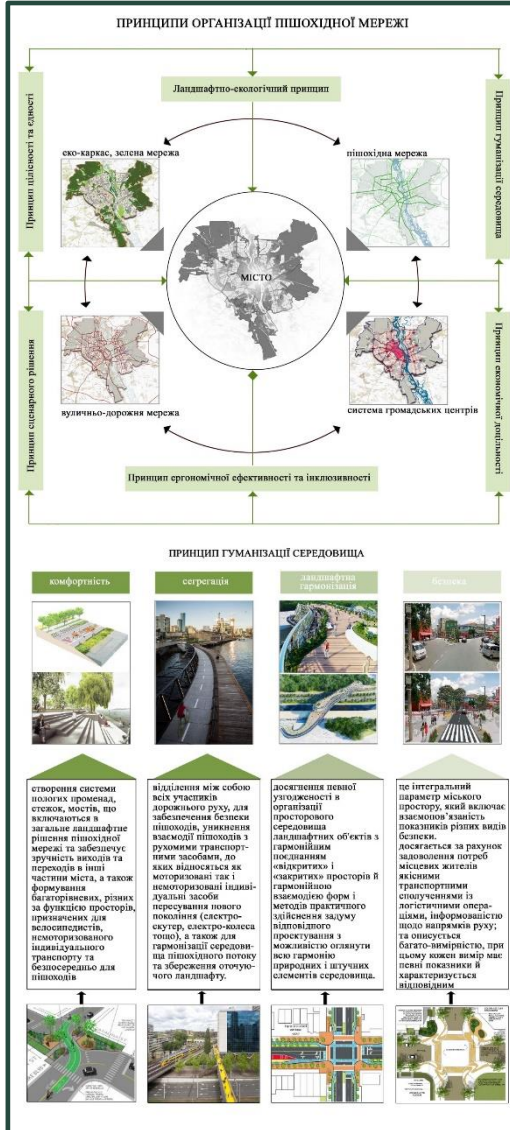 ПРИНЦИПИ ОРГАНІЗАЦІЇ ПІШОХІДНОЇ МЕРЕЖІ
Принцип цілісності та єдності
Ландшафтно-екологічний принцип
Принцип гуманізації середовища
еко-каркас, зелена мережа
пішохідна мережа
МІСТО
Принцип сценарного рішення
вулично-дорожня мережа
система громадських центрів
Принцип економічної доцільності
Принцип ергономічної ефективності та інклюзивності
ПРИНЦИП ГУМАНІЗАЦІЇ СЕРЕДОВИЩА
комфортність
сегрегація
ландшафтна
гармонізація
безпека
створення системи
пологих променад,
стежок, мостів, що
включаються в
загальне ландшафтне
рішення пішохідної
мережі та забезпечує
зручність виходів та
переходів в інші
частини міста, а також
формування
багаторівневих, різних
за функцією просторів,
призначених для
велосипедистів,
немоторизованого
індивідуального
транспорту та
безпосередньо для
пішоходів
відділення між собою
всіх учасників
дорожнього руху, для
забезпечення безпеки
пішоходів, уникнення
взаємодії пішоходів з
рухомими транспорт-
ними засобами, до
яких відносяться як
моторизовані так і
немоторизовані індиві-
дуальні засоби
пересування нового
покоління (електро-
скутер, електро-колеса
тощо), а також для
гармонізації середови-
ща пішохідного потоку
та збереження оточую-
чого ландшафту.
досягнення певної
узгодженості в
організації
просторового
середовища
ландшафтних об'єктів з
гармонійним
поєднанням «відкритих» і
«закритих» просторів й
гармонійною
взаємодією форм і
методів практичного
здійснення задуму
відповідного
проектування з
можливістю оглянути
всю гармонію
природних і штучних
елементів середовища.
це інтегральний
параметр міського
простору, який включає
взаємопов'язаність
показників різних видів
безпеки.
досягається за рахунок
задоволення потреб
місцевих жителів
якісними
транспортними
сполученнями із
логістичними опера-
ціями, інформованістю
щодо напрямків руху;
та описується
багато-вимірністю, при
цьому кожен вимір має
певні показники й
характеризується
відповідним